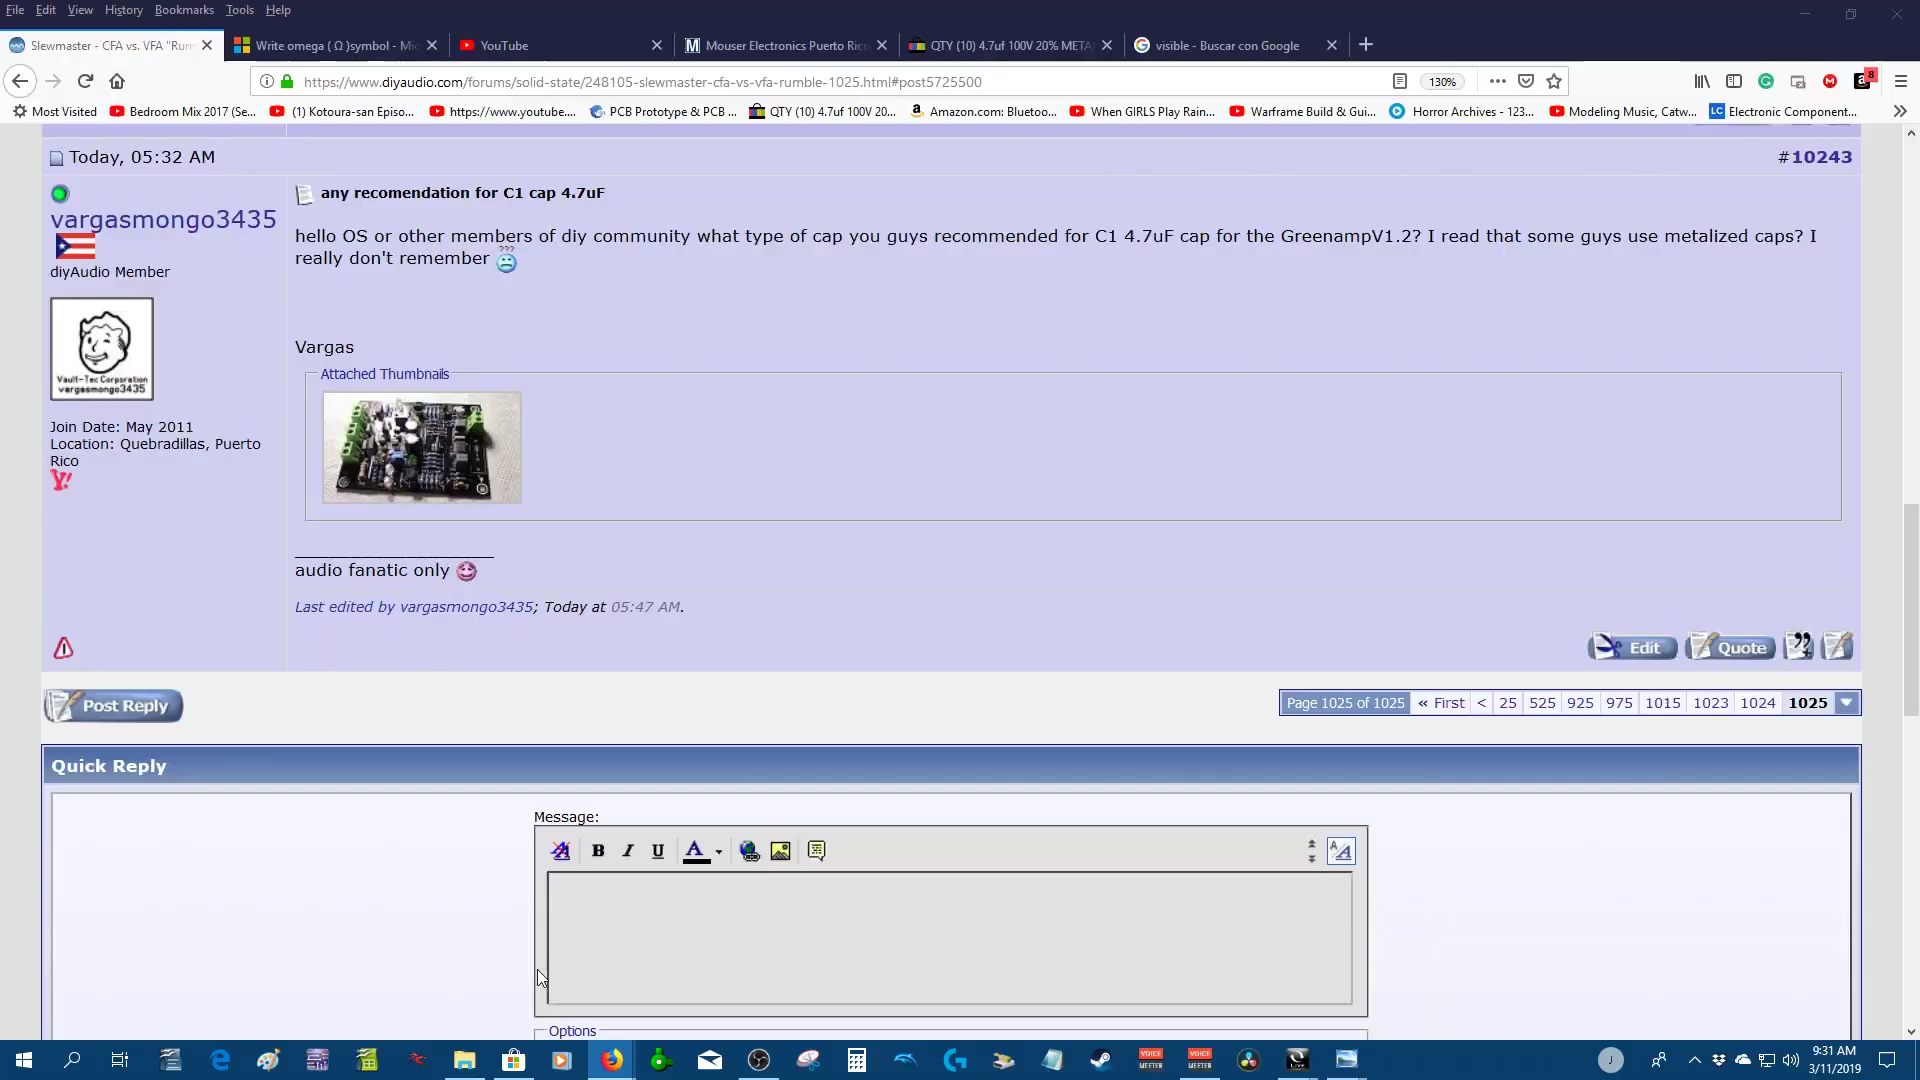 File Edit View History Bookmarks Tools Help
Slewmaster - CFA vs. VFA "Rum
Write omega ( Ω )symbol - Mic
YouTube
Mouser Electronics Puerto Rico
QTY (10) 4.7uf 100V 20% META
visible - Buscar con Google
https://www.diyaudio.com/forums/solid-state/248105-slewmaster-cfa-vs-vfa-rumble-1025.html#post5725500
130%
8
Most Visited
Bedroom Mix 2017 (Se...
(1) Kotoura-san Episo...
https://www.youtube....
PCB Prototype & PCB ...
QTY (10) 4.7uf 100V 20...
Amazon.com: Bluetoo...
When GIRLS Play Rain...
Warframe Build & Gui...
Horror Archives - 123...
Modeling Music, Catw...
LC Electronic Component...
Today, 05:32 AM
#10243
vargasmongo3435
diyAudio Member
Vault-Tec Corporation
vargasmongo3435
Join Date: May 2011
Location: Quebradillas, Puerto
Rico
any recomendation for C1 cap 4.7uF
hello OS or other members of diy community what type of cap you guys recommended for C1 4.7uF cap for the GreenampV1.2? I read that some guys use metalized caps? I
really don't remember ???
Vargas
Attached Thumbnails
audio fanatic only
Last edited by vargasmongo3435; Today at 05:47 AM.
Edit Quote
Post Reply
Page 1025 of 1025 « First < 25 525 925 975 1015 1023 1024 1025
Quick Reply
Message:
B I U A
Options
VOICE MEETER
VOICE MEETER
LIVE
J
9:31 AM
3/11/2019